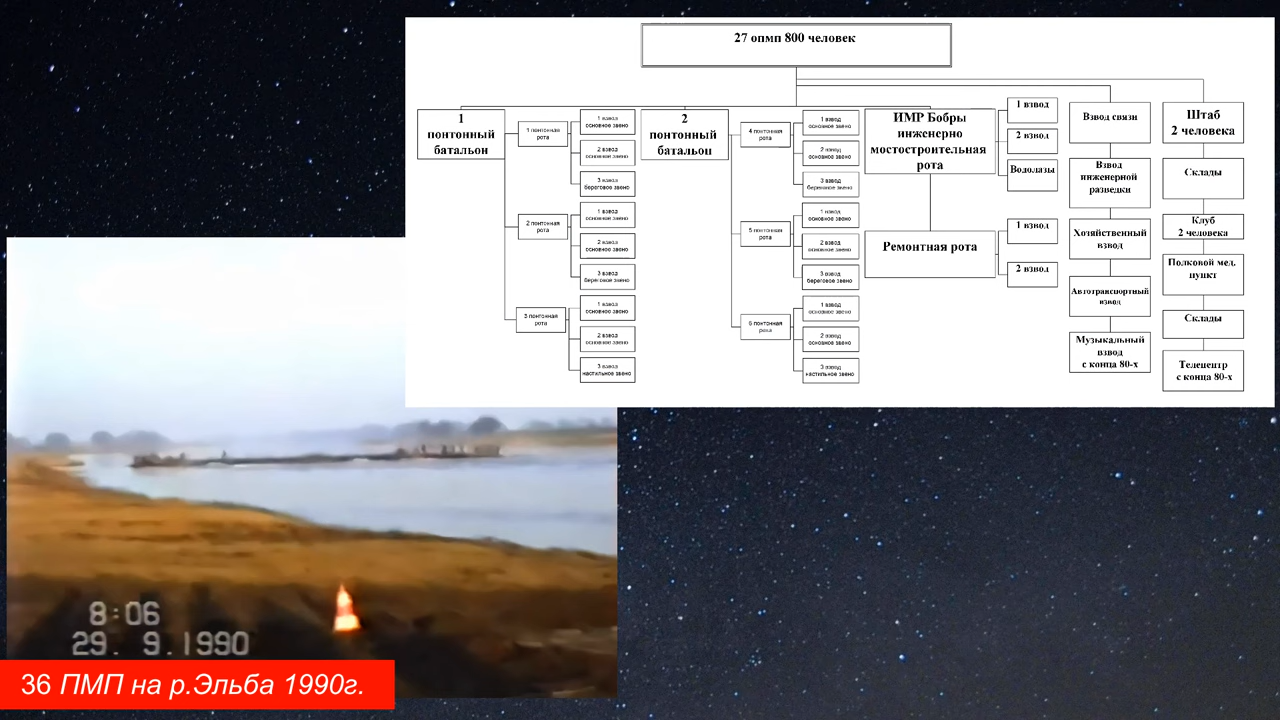 27 опмп 800 человек
1
понтонный
батальон
1 понтонная
рота
1 взвод
основное звено
2 взвод
основное звено
3 взвод
береговое звено
2 понтонная
рота
1 взвод
основное звено
2 взвод
основное звено
3 взвод
береговое звено
3 понтонная
рота
1 взвод
основное звено
2 взвод
основное звено
3 взвод
настильное звено
2
понтонный
батальон
4 понтонная
рота
1 взвод
основное звено
2 взвод
основное звено
3 взвод
береговое звено
5 понтонная
рота
1 взвод
основное звено
2 взвод
основное звено
3 взвод
береговое звено
6 понтонная
рота
1 взвод
основное звено
2 взвод
основное звено
3 взвод
настильное звено
ИМР Бобры
инженерно
мостостроительная
рота
1 взвод
2 взвод
Водолазы
Ремонтная рота
1 взвод
2 взвод
Взвод связи
Взвод
инженерной
разведки
Хозяйственный
взвод
Автотранспортный
взвод
Музыкальный
взвод
с конца 80-х
Штаб
2 человека
Склады
Клуб
2 человека
Полковой мед.
пункт
Склады
Телецентр
с конца 80-х
8:06
29. 9.1990
36 ПМП на р.Эльба 1990г.